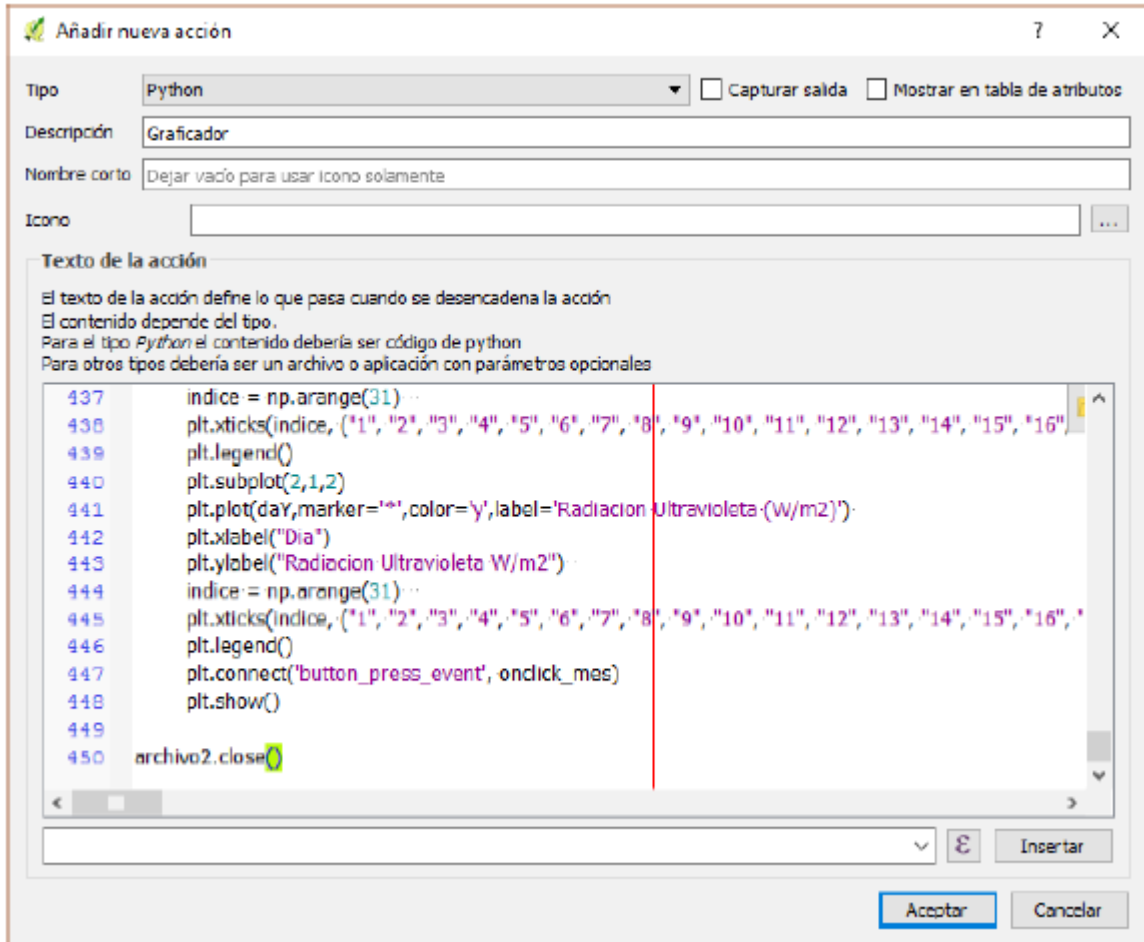 Añadir nueva acción
Tipo Python Capturar salida Mostrar en tabla de atributos
Descripción Graficador
Nombre corto Dejar vacío para usar icono solamente
Icono ...
Texto de la acción
El texto de la acción define lo que pasa cuando se desencadena la acción
El contenido depende del tipo.
Para el tipo Python el contenido debería ser código de python
Para otros tipos debería ser un archivo o aplicación con parámetros opcionales
437 indice = np.arange(31)
438 plt.xticks(indice, ("1", "2", "3", "4", "5", "6", "7", "8", "9", "10", "11", "12", "13", "14", "15", "16",
439 plt.legend()
440 plt.subplot(2,1,2)
441 plt.plot(daY,marker='*',color='y',label='Radiacion Ultravioleta (W/m2)')
442 plt.xlabel("Dia")
443 plt.ylabel("Radiacion Ultravioleta W/m2")
444 indice = np.arange(31)
445 plt.xticks(indice, ("1", "2", "3", "4", "5", "6", "7", "8", "9", "10", "11", "12", "13", "14", "15", "16", "
446 plt.legend()
447 plt.connect('button_press_event', onclick_mes)
448 plt.show()
449
450 archivo2.close()
ε Insertar
Aceptar Cancelar